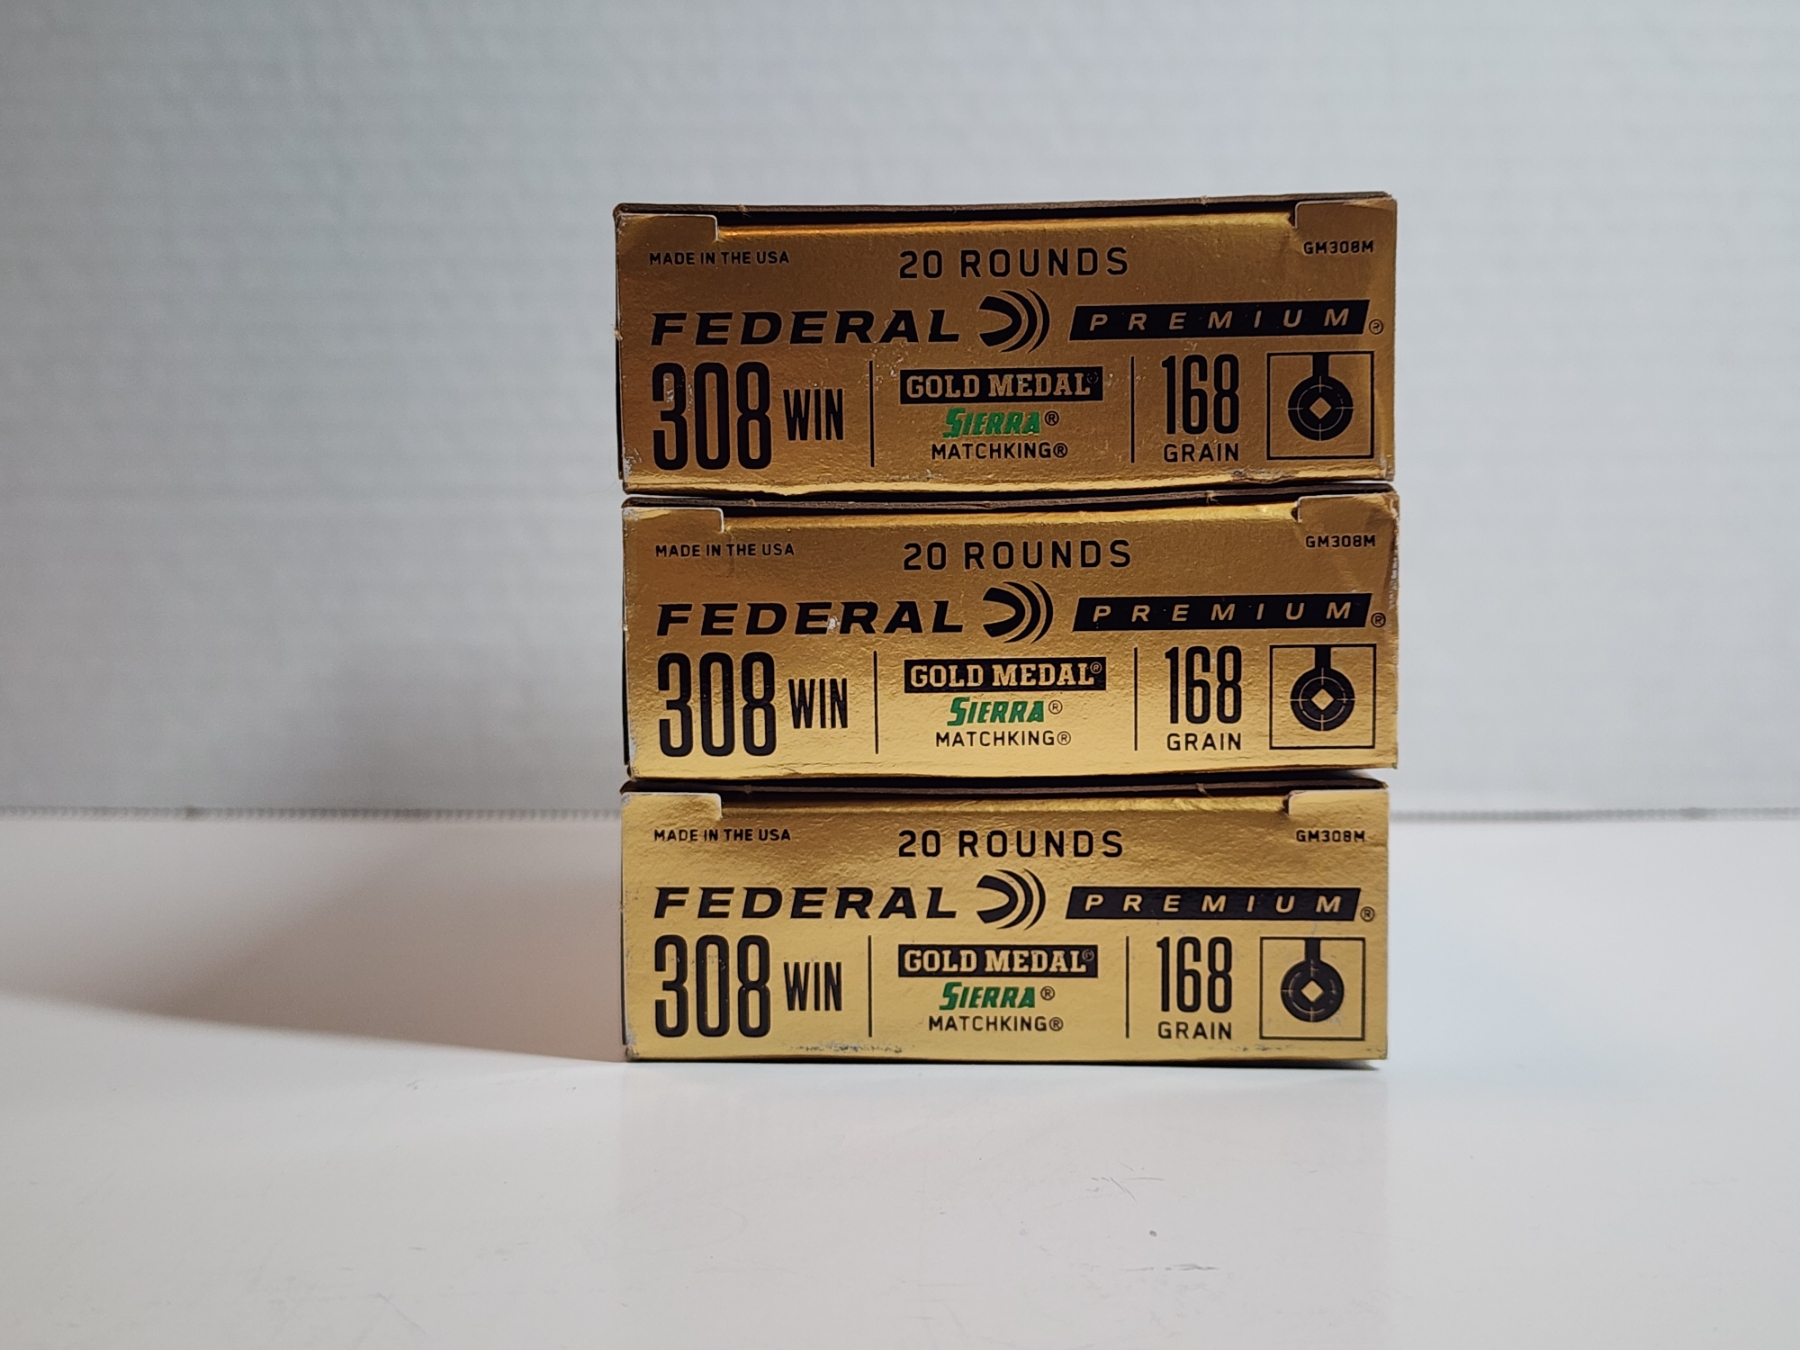 MADE IN THE USA 20 ROUNDS GM308M
FEDERAL PREMIUM®
308 WIN GOLD MEDAL® 168
SIERRA®
MATCHKING® GRAIN
MADE IN THE USA 20 ROUNDS GM308M
FEDERAL PREMIUM®
308 WIN GOLD MEDAL® 168
SIERRA®
MATCHKING® GRAIN
MADE IN THE USA 20 ROUNDS GM308M
FEDERAL PREMIUM®
308 WIN GOLD MEDAL® 168
SIERRA®
MATCHKING® GRAIN